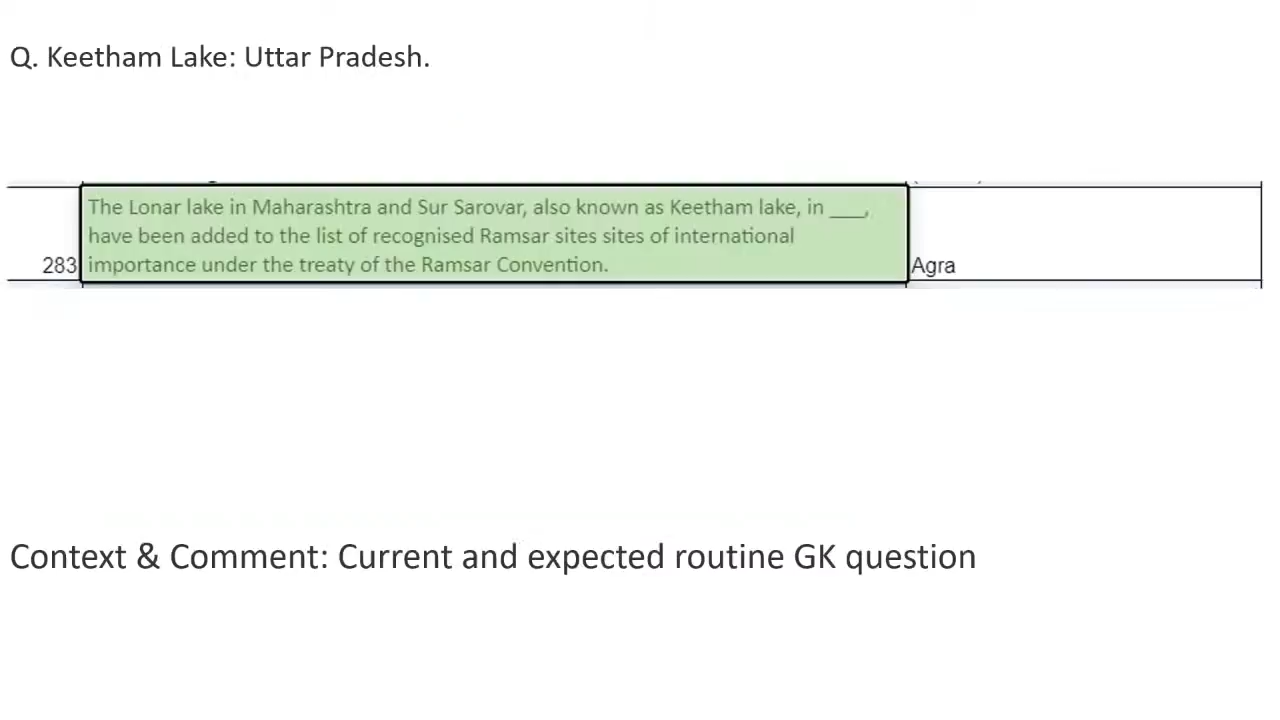 Q. Keetham Lake: Uttar Pradesh.
The Lonar lake in Maharashtra and Sur Sarovar, also known as Keetham lake, in ___,
have been added to the list of recognised Ramsar sites sites of international
283 importance under the treaty of the Ramsar Convention. Agra
Context & Comment: Current and expected routine GK question